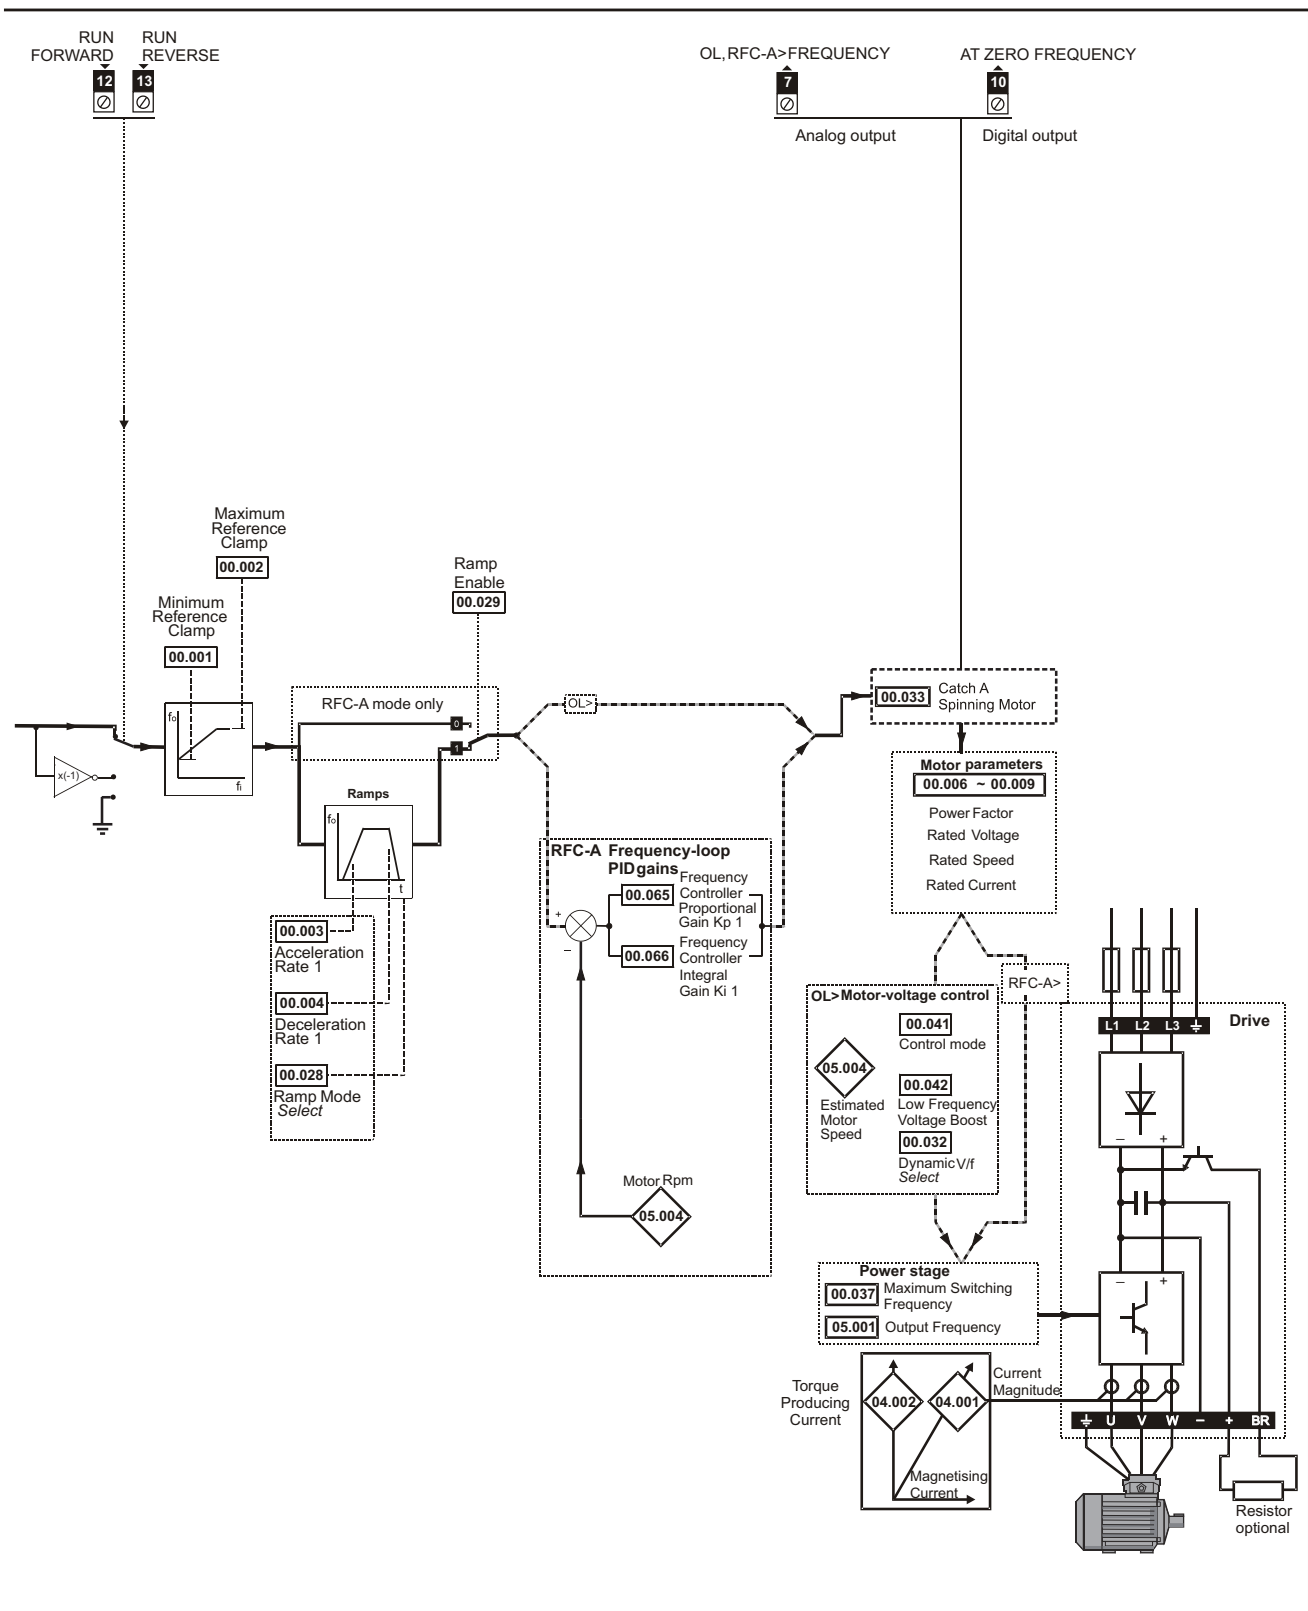 RUN
FORWARD
12
RUN
REVERSE
13
OL,RFC-A>FREQUENCY
7
Analog output
AT ZERO FREQUENCY
10
Digital output
Maximum
Reference
Clamp
00.002
Minimum
Reference
Clamp
00.001
Ramp
Enable
00.029
x(-1)
fo
fi
RFC-A mode only
0
1
OL>
Ramps
fo
t
00.003
Acceleration
Rate 1
00.004
Deceleration
Rate 1
00.028
Ramp Mode
Select
RFC-A Frequency-loop
PID gains
+
–
00.065
Frequency
Controller
Proportional
Gain Kp 1
00.066
Frequency
Controller
Integral
Gain Ki 1
Motor Rpm
05.004
00.033
Catch A
Spinning Motor
Motor parameters
00.006 ~ 00.009
Power Factor
Rated Voltage
Rated Speed
Rated Current
RFC-A>
OL> Motor-voltage control
00.041
Control mode
05.004
Estimated
Motor
Speed
00.042
Low Frequency
Voltage Boost
00.032
Dynamic V/f
Select
Power stage
00.037
Maximum Switching
Frequency
05.001
Output Frequency
Torque
Producing
Current
04.002
04.001
Current
Magnitude
Magnetising
Current
Drive
L1 L2 L3
– +
– +
U V W – + BR
Resistor
optional